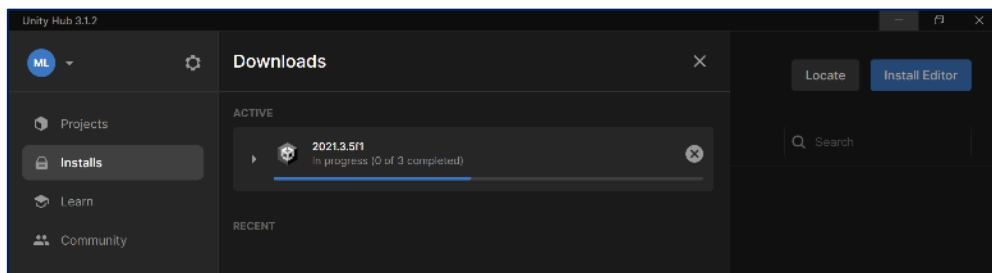 Unity Hub 3.1.2
ML
Downloads
Locate
Install Editor
ACTIVE
Projects
2021.3.5f1
In progress (0 of 3 completed)
Search
Installs
Learn
RECENT
Community